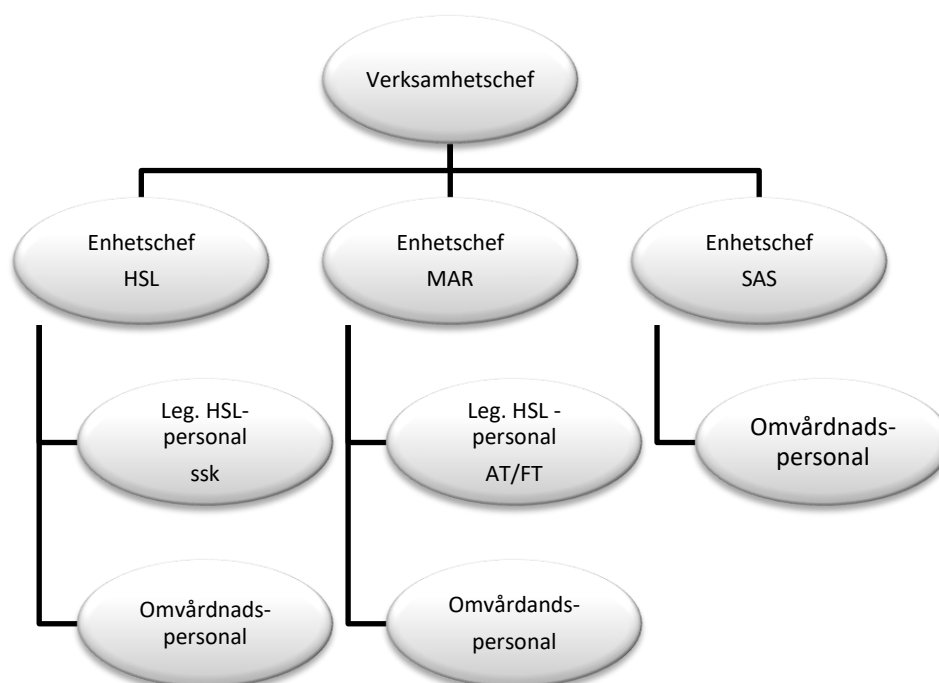 Verksamhetschef
Enhetschef
HSL
Enhetschef
MAR
Enhetschef
SAS
Leg. HSL-
personal
ssk
Leg. HSL -
personal
AT/FT
Omvårdnads-
personal
Omvårdnads-
personal
Omvårdands-
personal